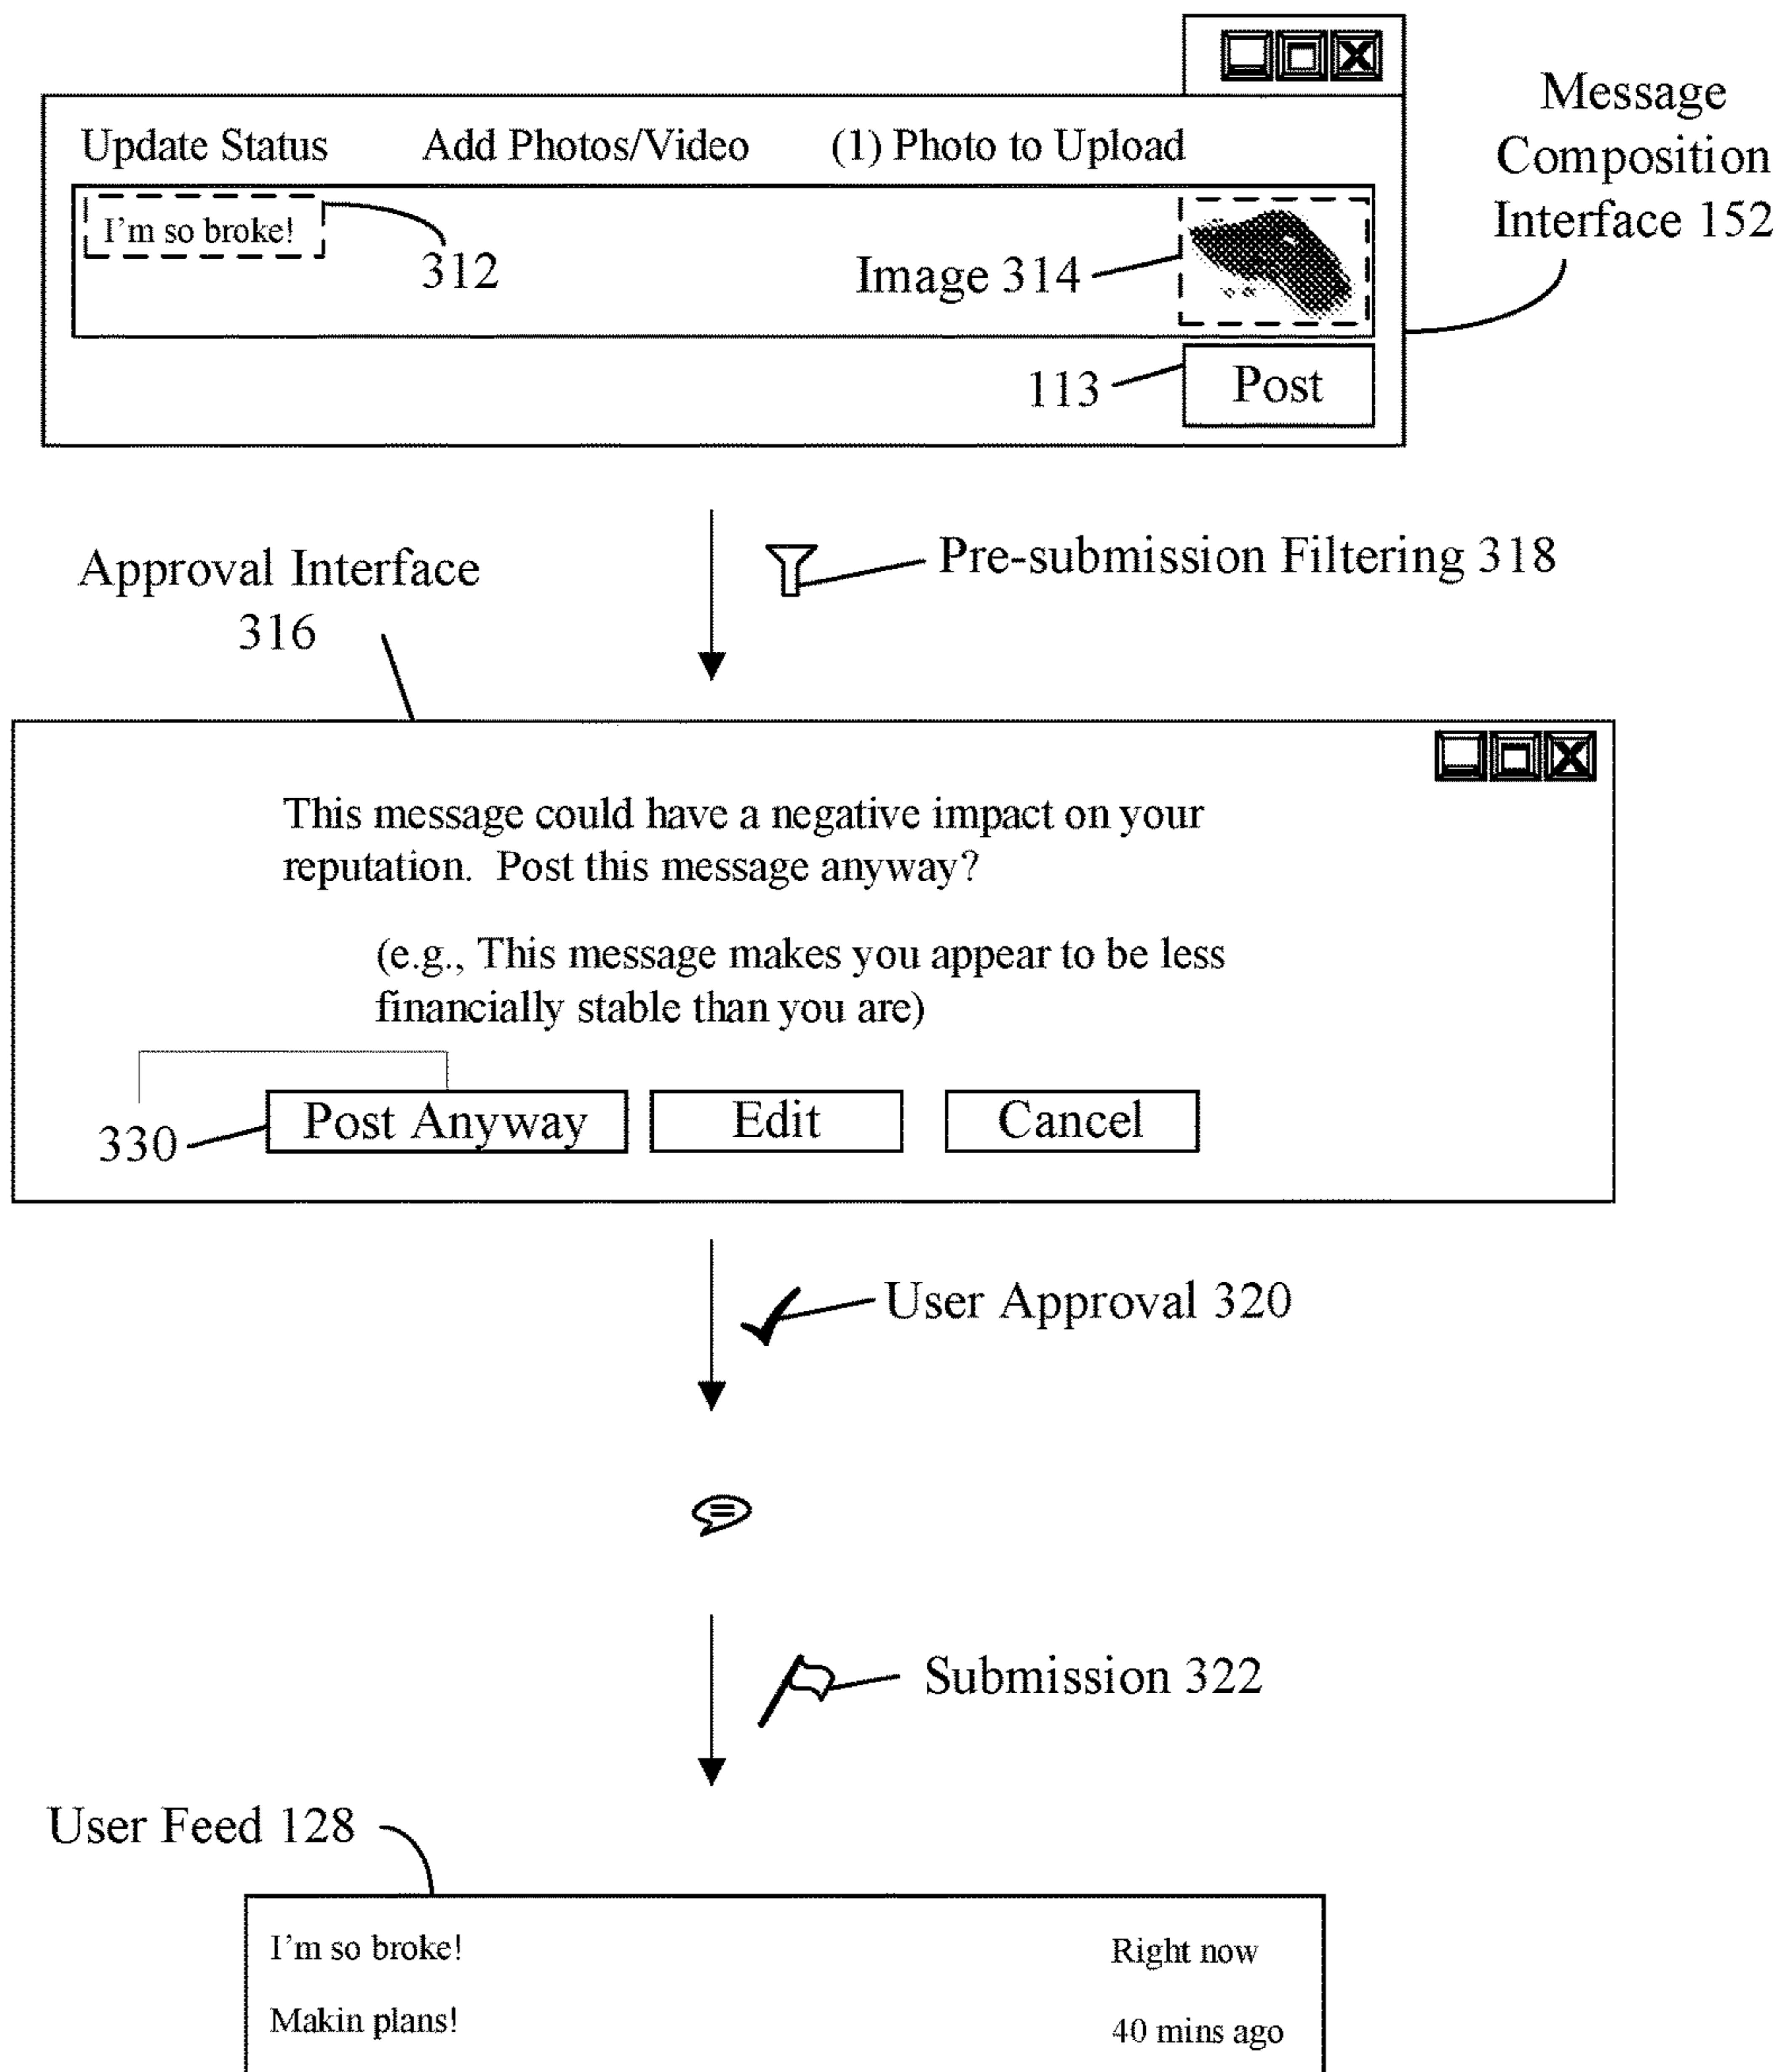 Message
Composition
Interface 152
Update Status Add Photos/Video (1) Photo to Upload
I'm so broke!
312
Image 314
113
Post
Pre-submission Filtering 318
Approval Interface
316
This message could have a negative impact on your
reputation. Post this message anyway?
(e.g., This message makes you appear to be less
financially stable than you are)
330
Post Anyway Edit Cancel
User Approval 320
Submission 322
User Feed 128
I'm so broke! Right now
Makin plans! 40 mins ago